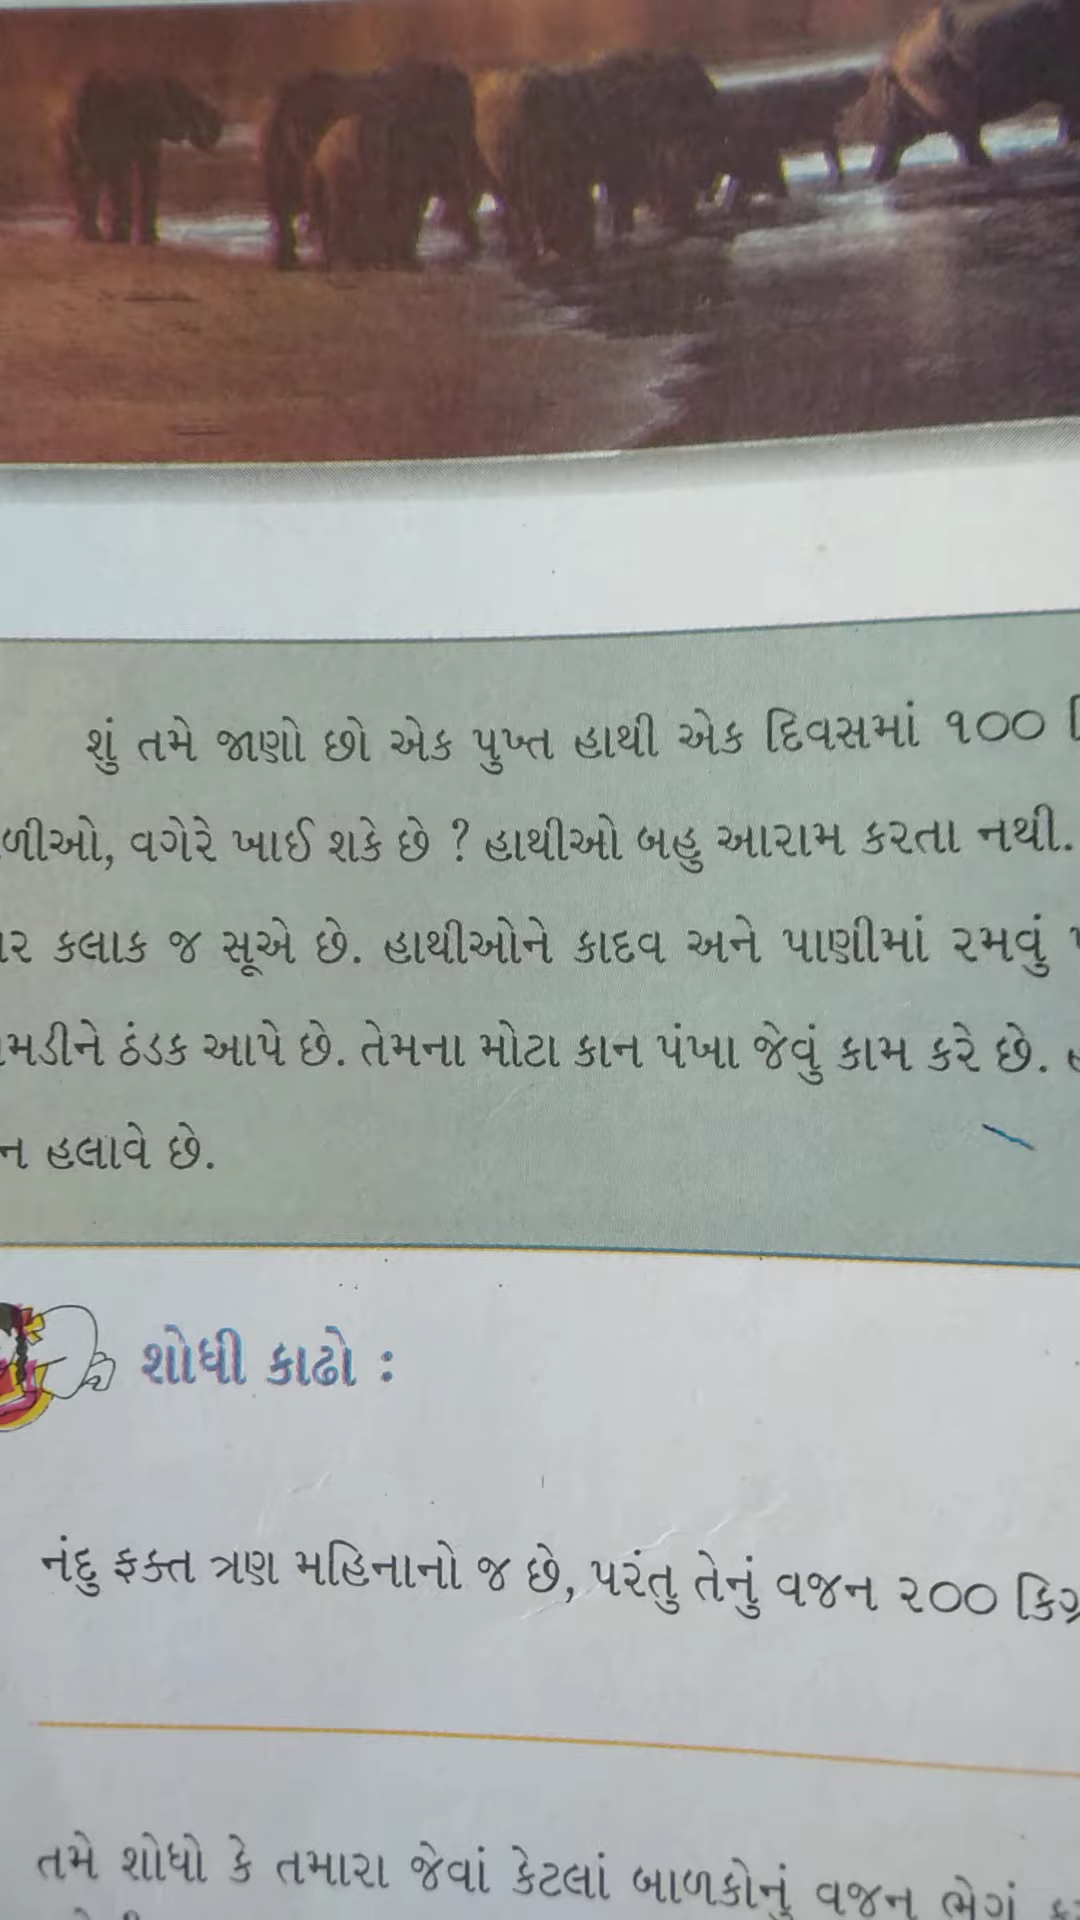 શું તમે જાણો છો એક પુખ્ત હાથી એક દિવસમાં ૧૦૦
વગેરે ખાઈ શકે છે ? હાથીઓ બહુ આરામ કરતા નથી.
કલાક જ સૂએ છે. હાથીઓને કાદવ અને પાણીમાં રમવું
ઠંડક આપે છે. તેમના મોટા કાન પંખા જેવું કામ કરે છે.
હલાવે છે.
શોધી કાઢો :
નંદુ ફક્ત ત્રણ મહિનાનો જ છે, પરંતુ તેનું વજન ૨૦૦
તમે શોધો કે તમારા જેવાં કેટલાં બાળકોનું વજન